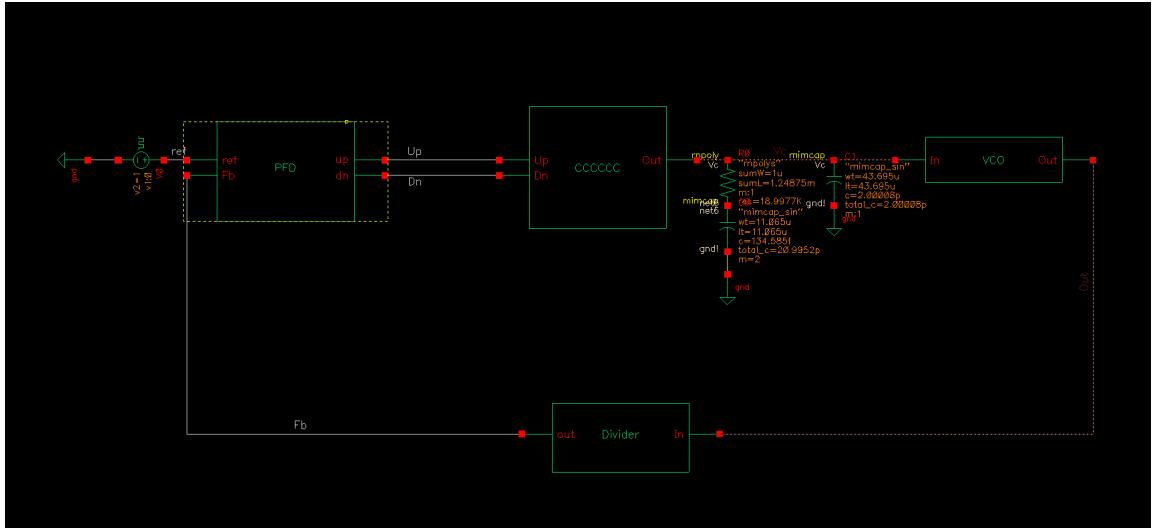 gnd
v2=-1
v1:0
V0
ref
ref
Fb
PFD
up
dn
Up
Dn
Up
Dn
CCCCCC
Out
rnpoly
Vc
R0
"rnpolys"
sumW=1u
sumL=1.24875m
m:1
=18.9977K
mimcap
net6
"mimcap_sin"
wt=11.065u
lt=11.065u
c=134.585f
total_c=20.9952p
m=2
gnd!
gnd
Vc
mimcap
Vc
C1
"mimcap_sin"
wt=43.695u
lt=43.695u
c=2.00008p
total_c=2.00008p
m:1
gnd!
gnd
In
VCO
Out
Out
Fb
out
Divider
In